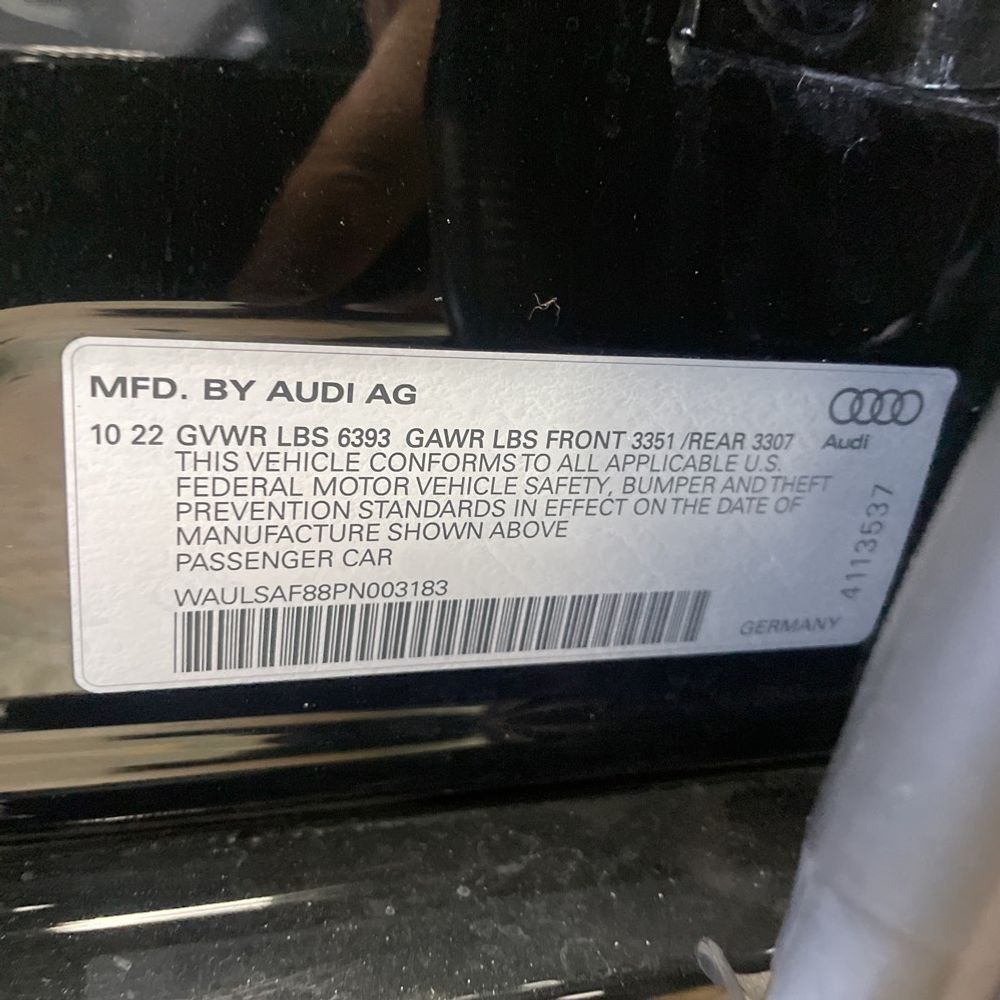 MFD. BY AUDI AG
10 22 GVWR LBS 6393 GAWR LBS FRONT 3351 /REAR 3307
Audi
THIS VEHICLE CONFORMS TO ALL APPLICABLE U.S.
FEDERAL MOTOR VEHICLE SAFETY, BUMPER AND THEFT
PREVENTION STANDARDS IN EFFECT ON THE DATE OF
MANUFACTURE SHOWN ABOVE
PASSENGER CAR
WAULSAF88PN003183
4113537
GERMANY